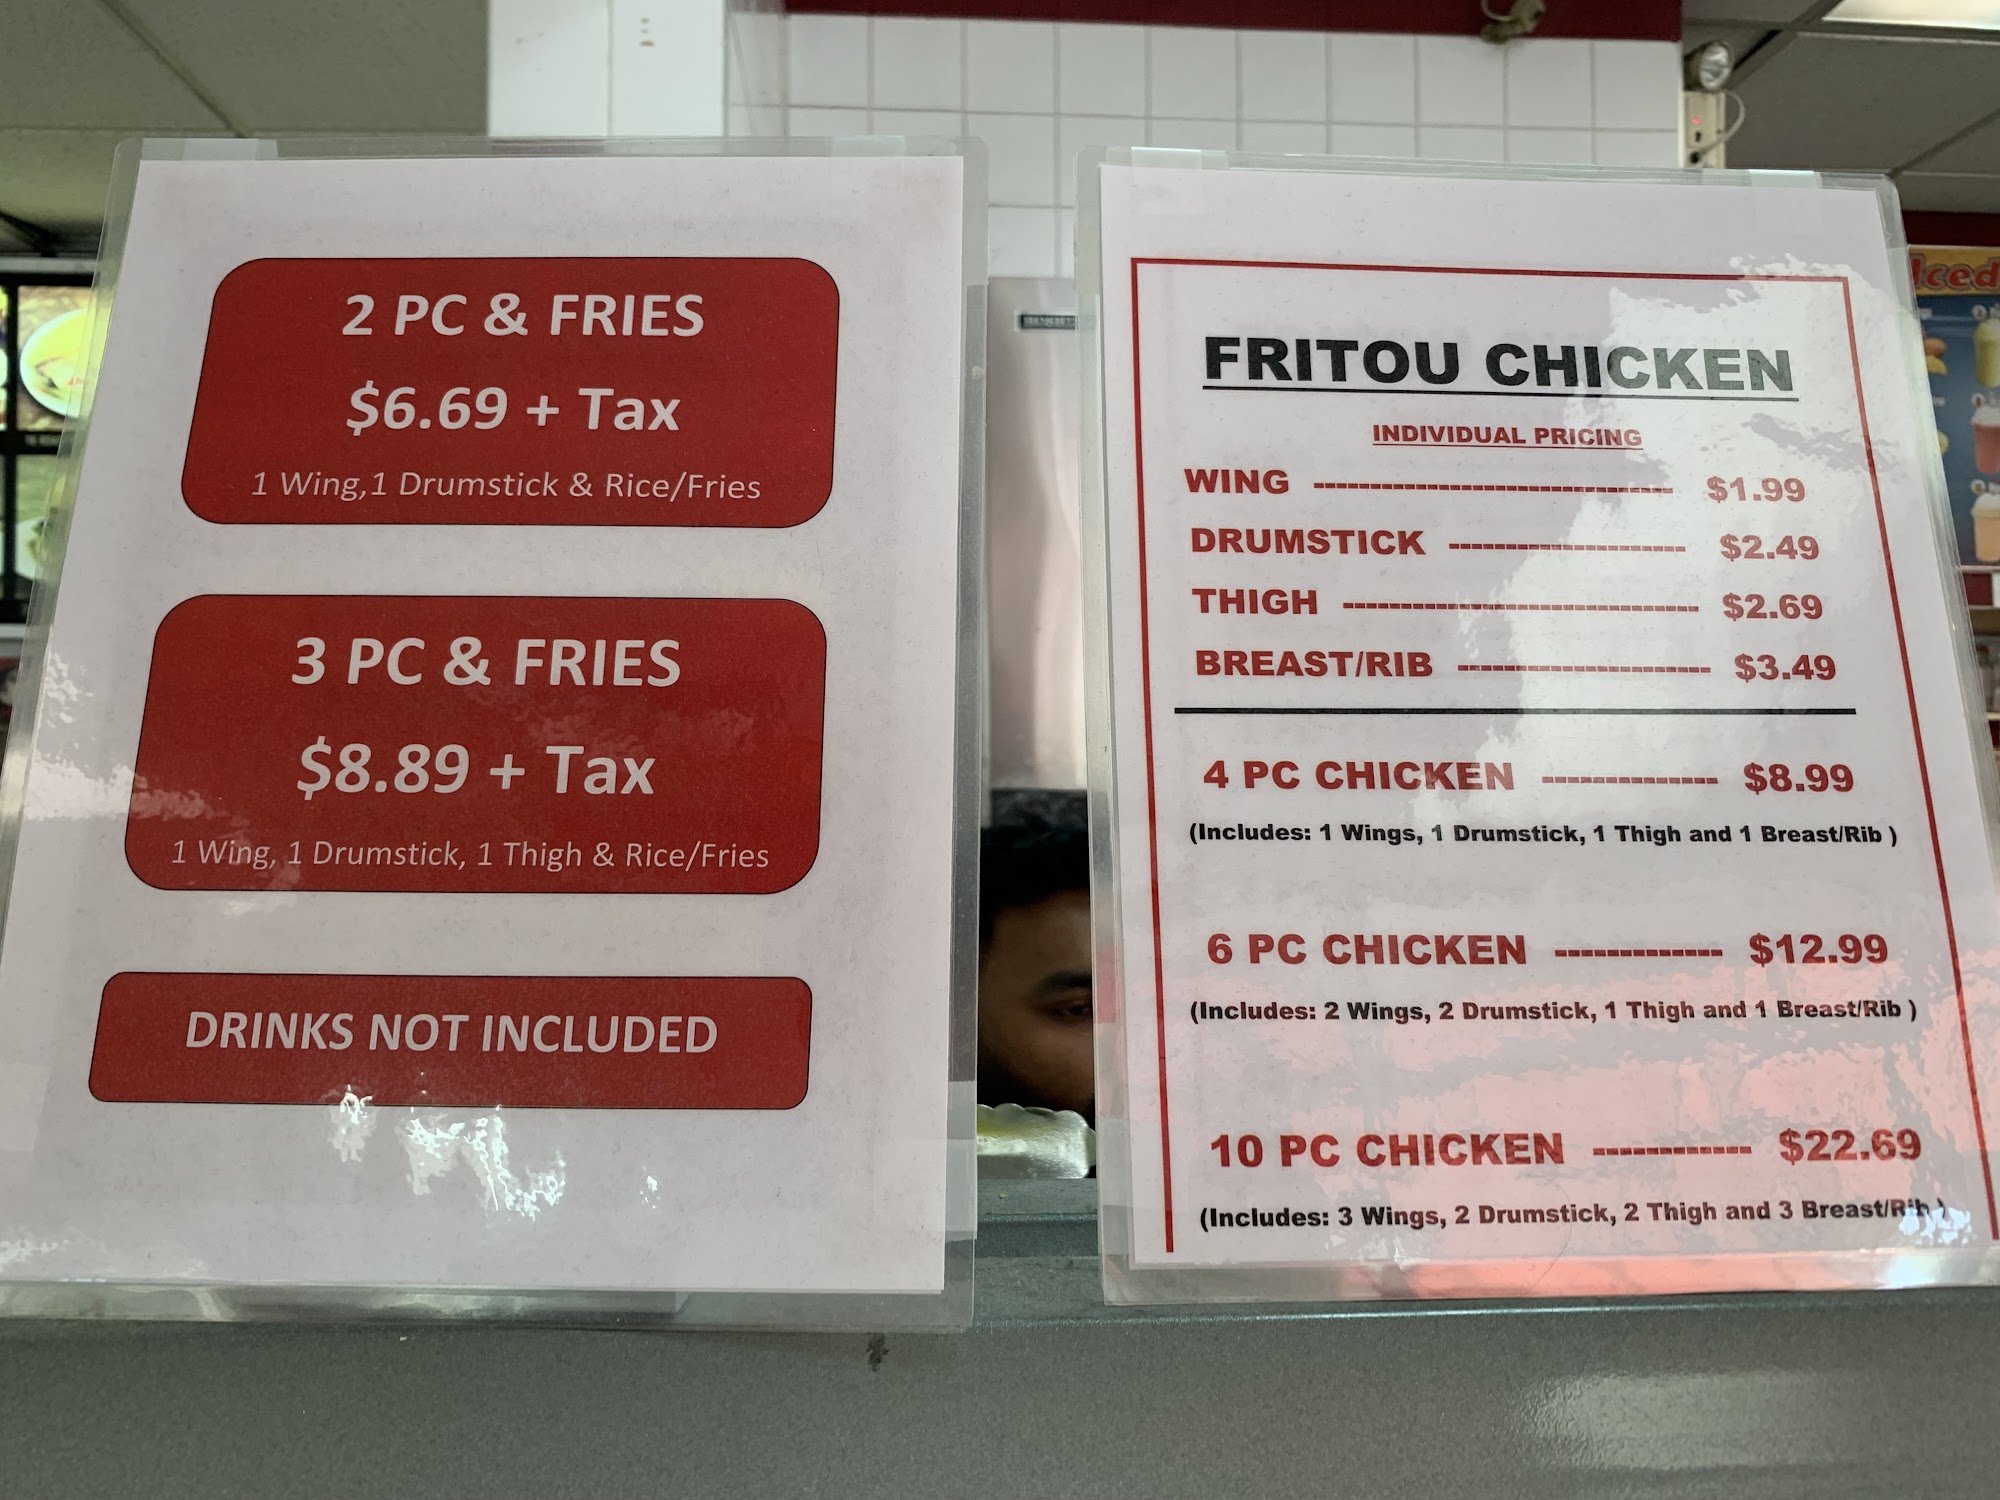 2 PC & FRIES
$6.69 + Tax
1 Wing,1 Drumstick & Rice/Fries
3 PC & FRIES
$8.89 + Tax
1 Wing, 1 Drumstick, 1 Thigh & Rice/Fries
DRINKS NOT INCLUDED
FRITOU CHICKEN
INDIVIDUAL PRICING
WING ---------------------------------- $1.99
DRUMSTICK ---------------------- $2.49
THIGH --------------------------------- $2.69
BREAST/RIB ----------------------- $3.49
4 PC CHICKEN -------------- $8.99
(Includes: 1 Wings, 1 Drumstick, 1 Thigh and 1 Breast/Rib )
6 PC CHICKEN ------------- $12.99
(Includes: 2 Wings, 2 Drumstick, 1 Thigh and 1 Breast/Rib )
10 PC CHICKEN ------------ $22.69
(Includes: 3 Wings, 2 Drumstick, 2 Thigh and 3 Breast/Rib )
Iced